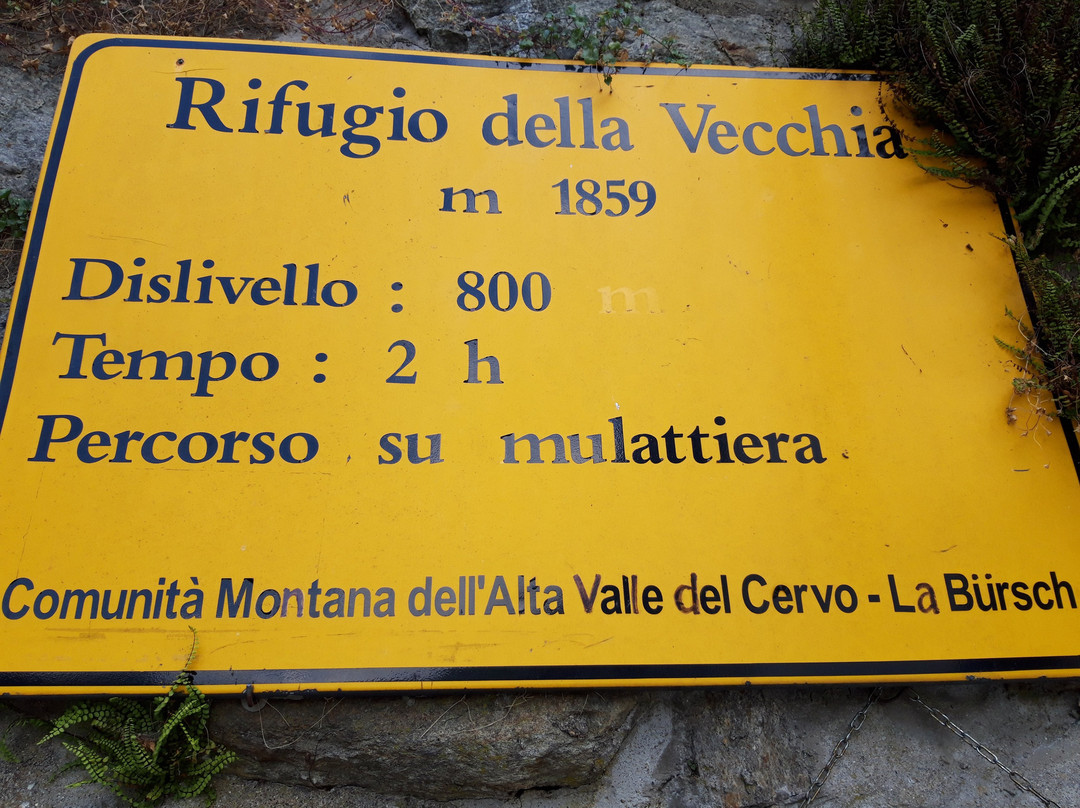 Rifugio della Vecchia
m 1859
Dislivello : 800 m
Tempo : 2 h
Percorso su mulattiera
Comunità Montana dell'Alta Valle del Cervo - La Bürsch